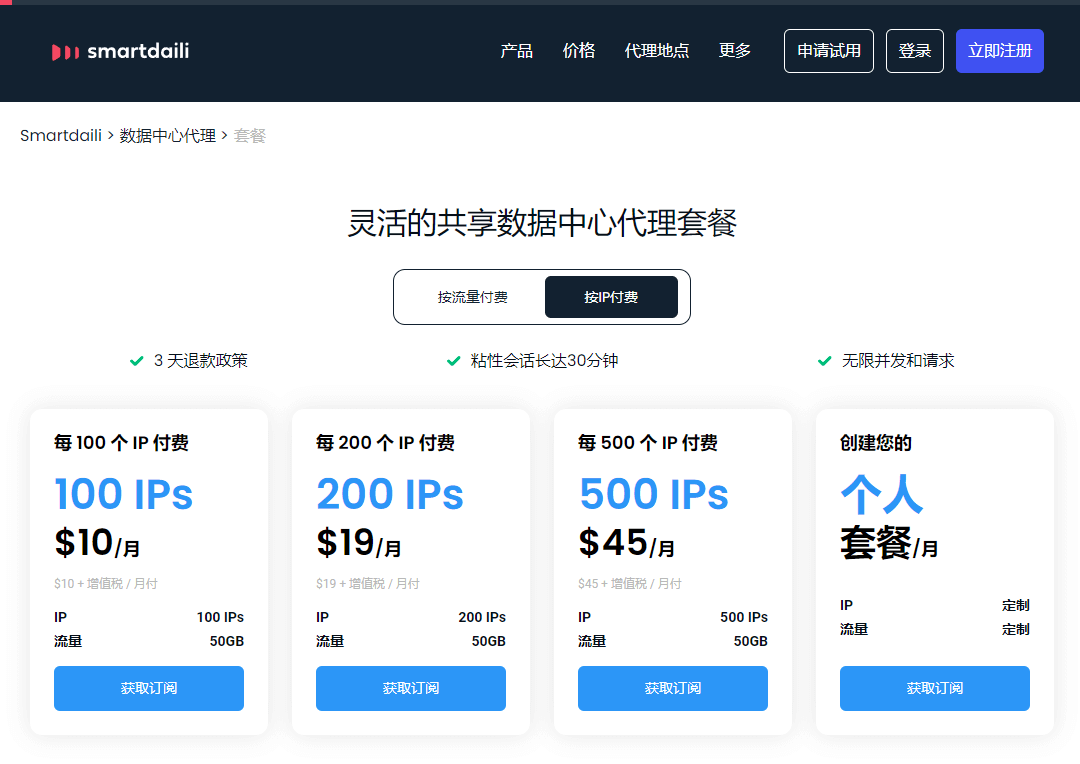 smartdaili 产品 价格 代理地点 更多 申请试用 登录 立即注册
Smartdaili > 数据中心代理 > 套餐
灵活的共享数据中心代理套餐
按流量付费 按IP付费
3 天退款政策 粘性会话长达30分钟 无限并发和请求
每 100 个 IP 付费
100 IPs
$10/月
$10 + 增值税 / 月付
IP 100 IPs
流量 50GB
获取订阅
每 200 个 IP 付费
200 IPs
$19/月
$19 + 增值税 / 月付
IP 200 IPs
流量 50GB
获取订阅
每 500 个 IP 付费
500 IPs
$45/月
$45 + 增值税 / 月付
IP 500 IPs
流量 50GB
获取订阅
创建您的
个人
套餐/月
IP 定制
流量 定制
获取订阅